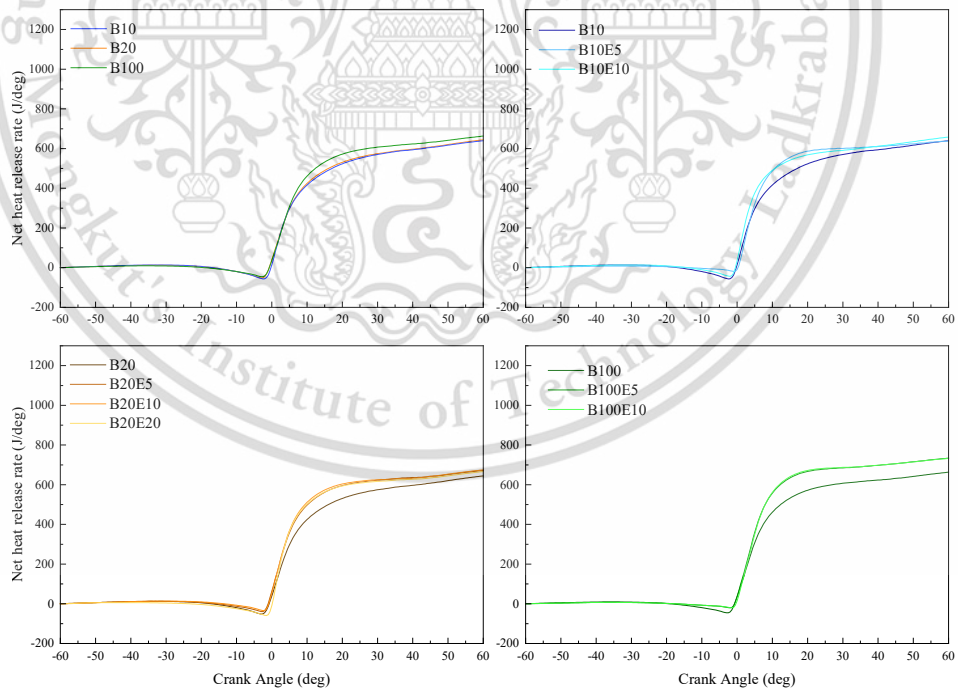 B10
B20
B100
Net heat release rate (J/deg)
1300
1000
800
600
400
200
0
-200
-60 -50 -40 -30 -20 -10 0 10 20 30 40 50 60
B10
B10E5
B10E10
1200
1000
800
600
400
200
0
-200
-60 -50 -40 -30 -20 -10 0 10 20 30 40 50 60
B20
B20E5
B20E10
B20E20
Net heat release rate (J/deg)
1200
1000
800
600
400
200
0
-200
-60 -50 -40 -30 -20 -10 0 10 20 30 40 50 60
Crank Angle (deg)
B100
B100E5
B100E10
1200
1000
800
600
400
200
0
-200
-60 -50 -40 -30 -20 -10 0 10 20 30 40 50 60
Crank Angle (deg)
gkut's Institute of Technology Ladkrab